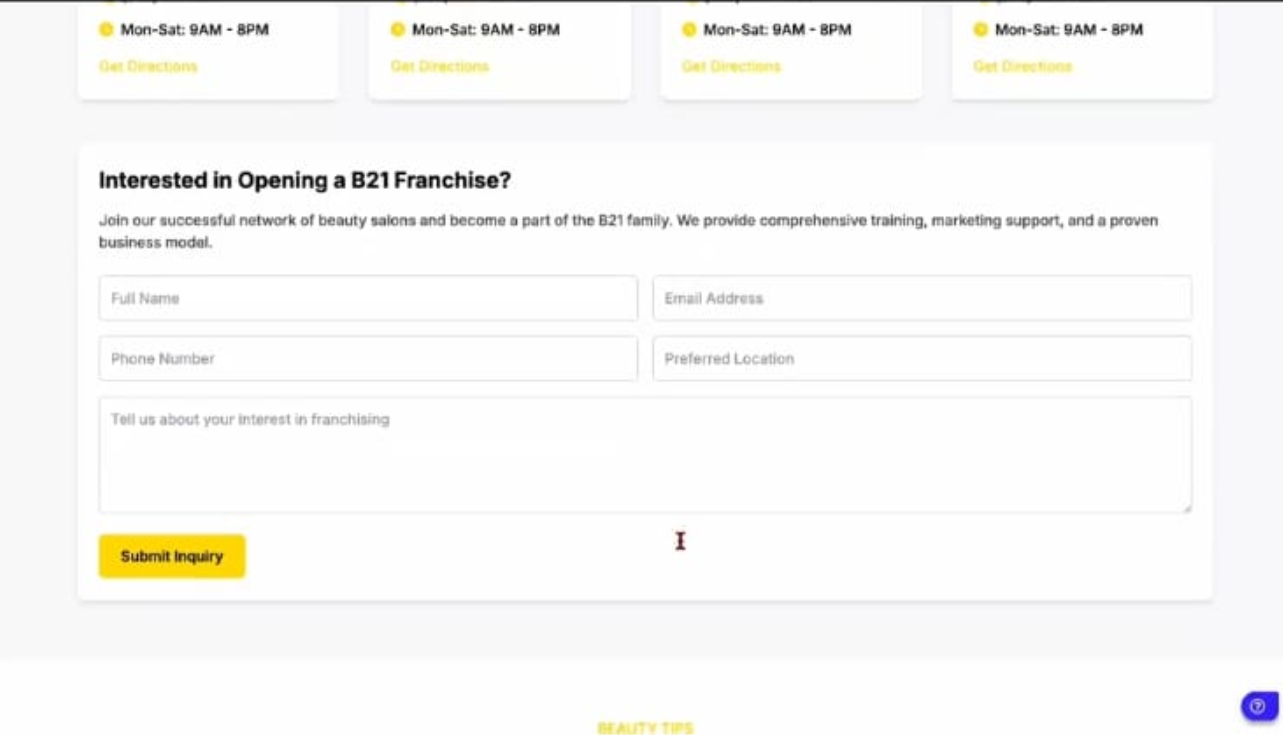 Mon-Sat: 9AM - 8PM
Mon-Sat: 9AM - 8PM
Mon-Sat: 9AM - 8PM
Mon-Sat: 9AM - 8PM
Get Directions
Get Directions
Get Directions
Get Directions
Interested in Opening a B21 Franchise?
Join our successful network of beauty salons and become a part of the B21 family. We provide comprehensive training, marketing support, and a proven
business model.
Full Name
Email Address
Phone Number
Preferred Location
Tell us about your interest in franchising
Submit Inquiry
BEAUTY TIPS